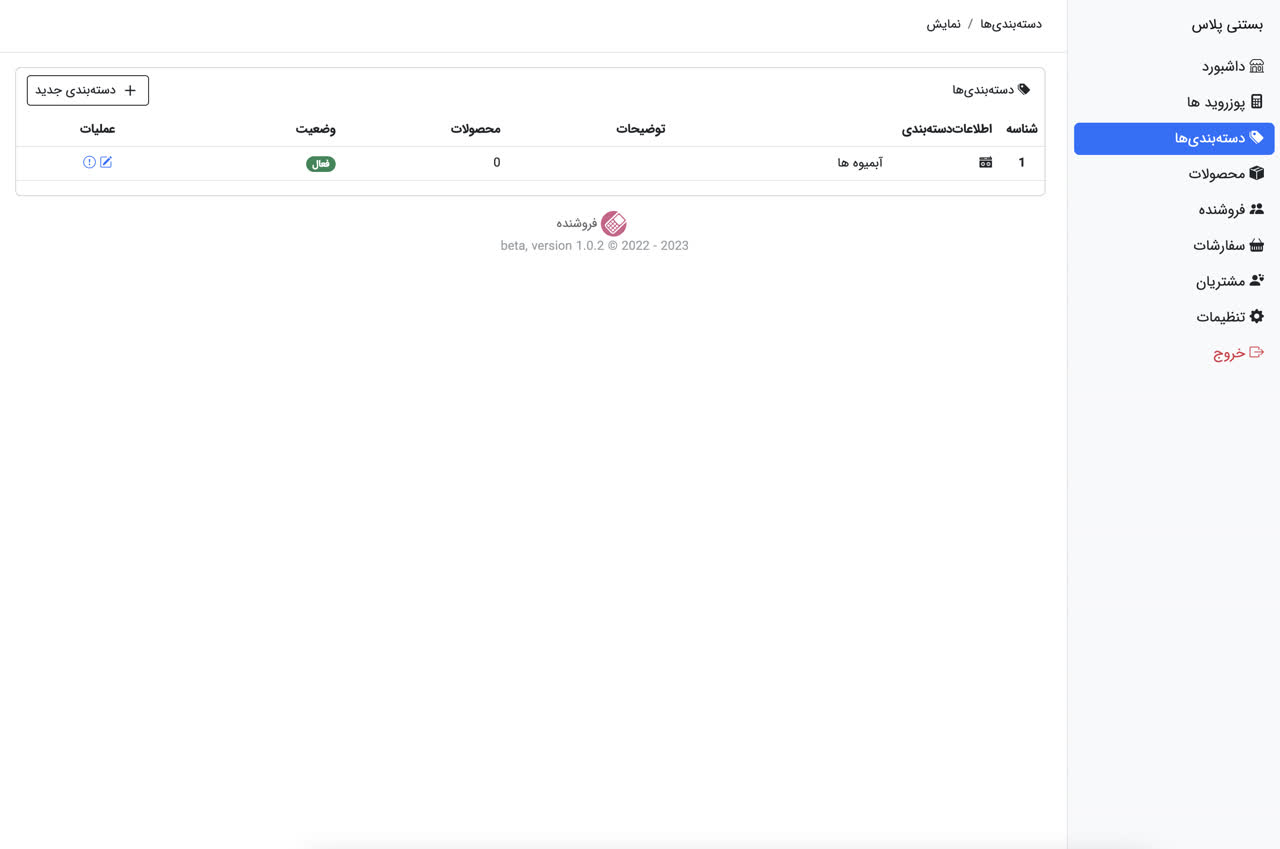 بستنی پلاس
داشبورد
پوزروید ها
دسته‌بندی‌ها
محصولات
فروشنده
سفارشات
مشتریان
تنظیمات
خروج
دسته‌بندی‌ها / نمایش
دسته‌بندی‌ها
دسته‌بندی جدید
شناسه اطلاعات‌دسته‌بندی توضیحات محصولات وضعیت عملیات
1 آبمیوه ها 0 فعال
فروشنده
beta, version 1.0.2 © 2022 - 2023